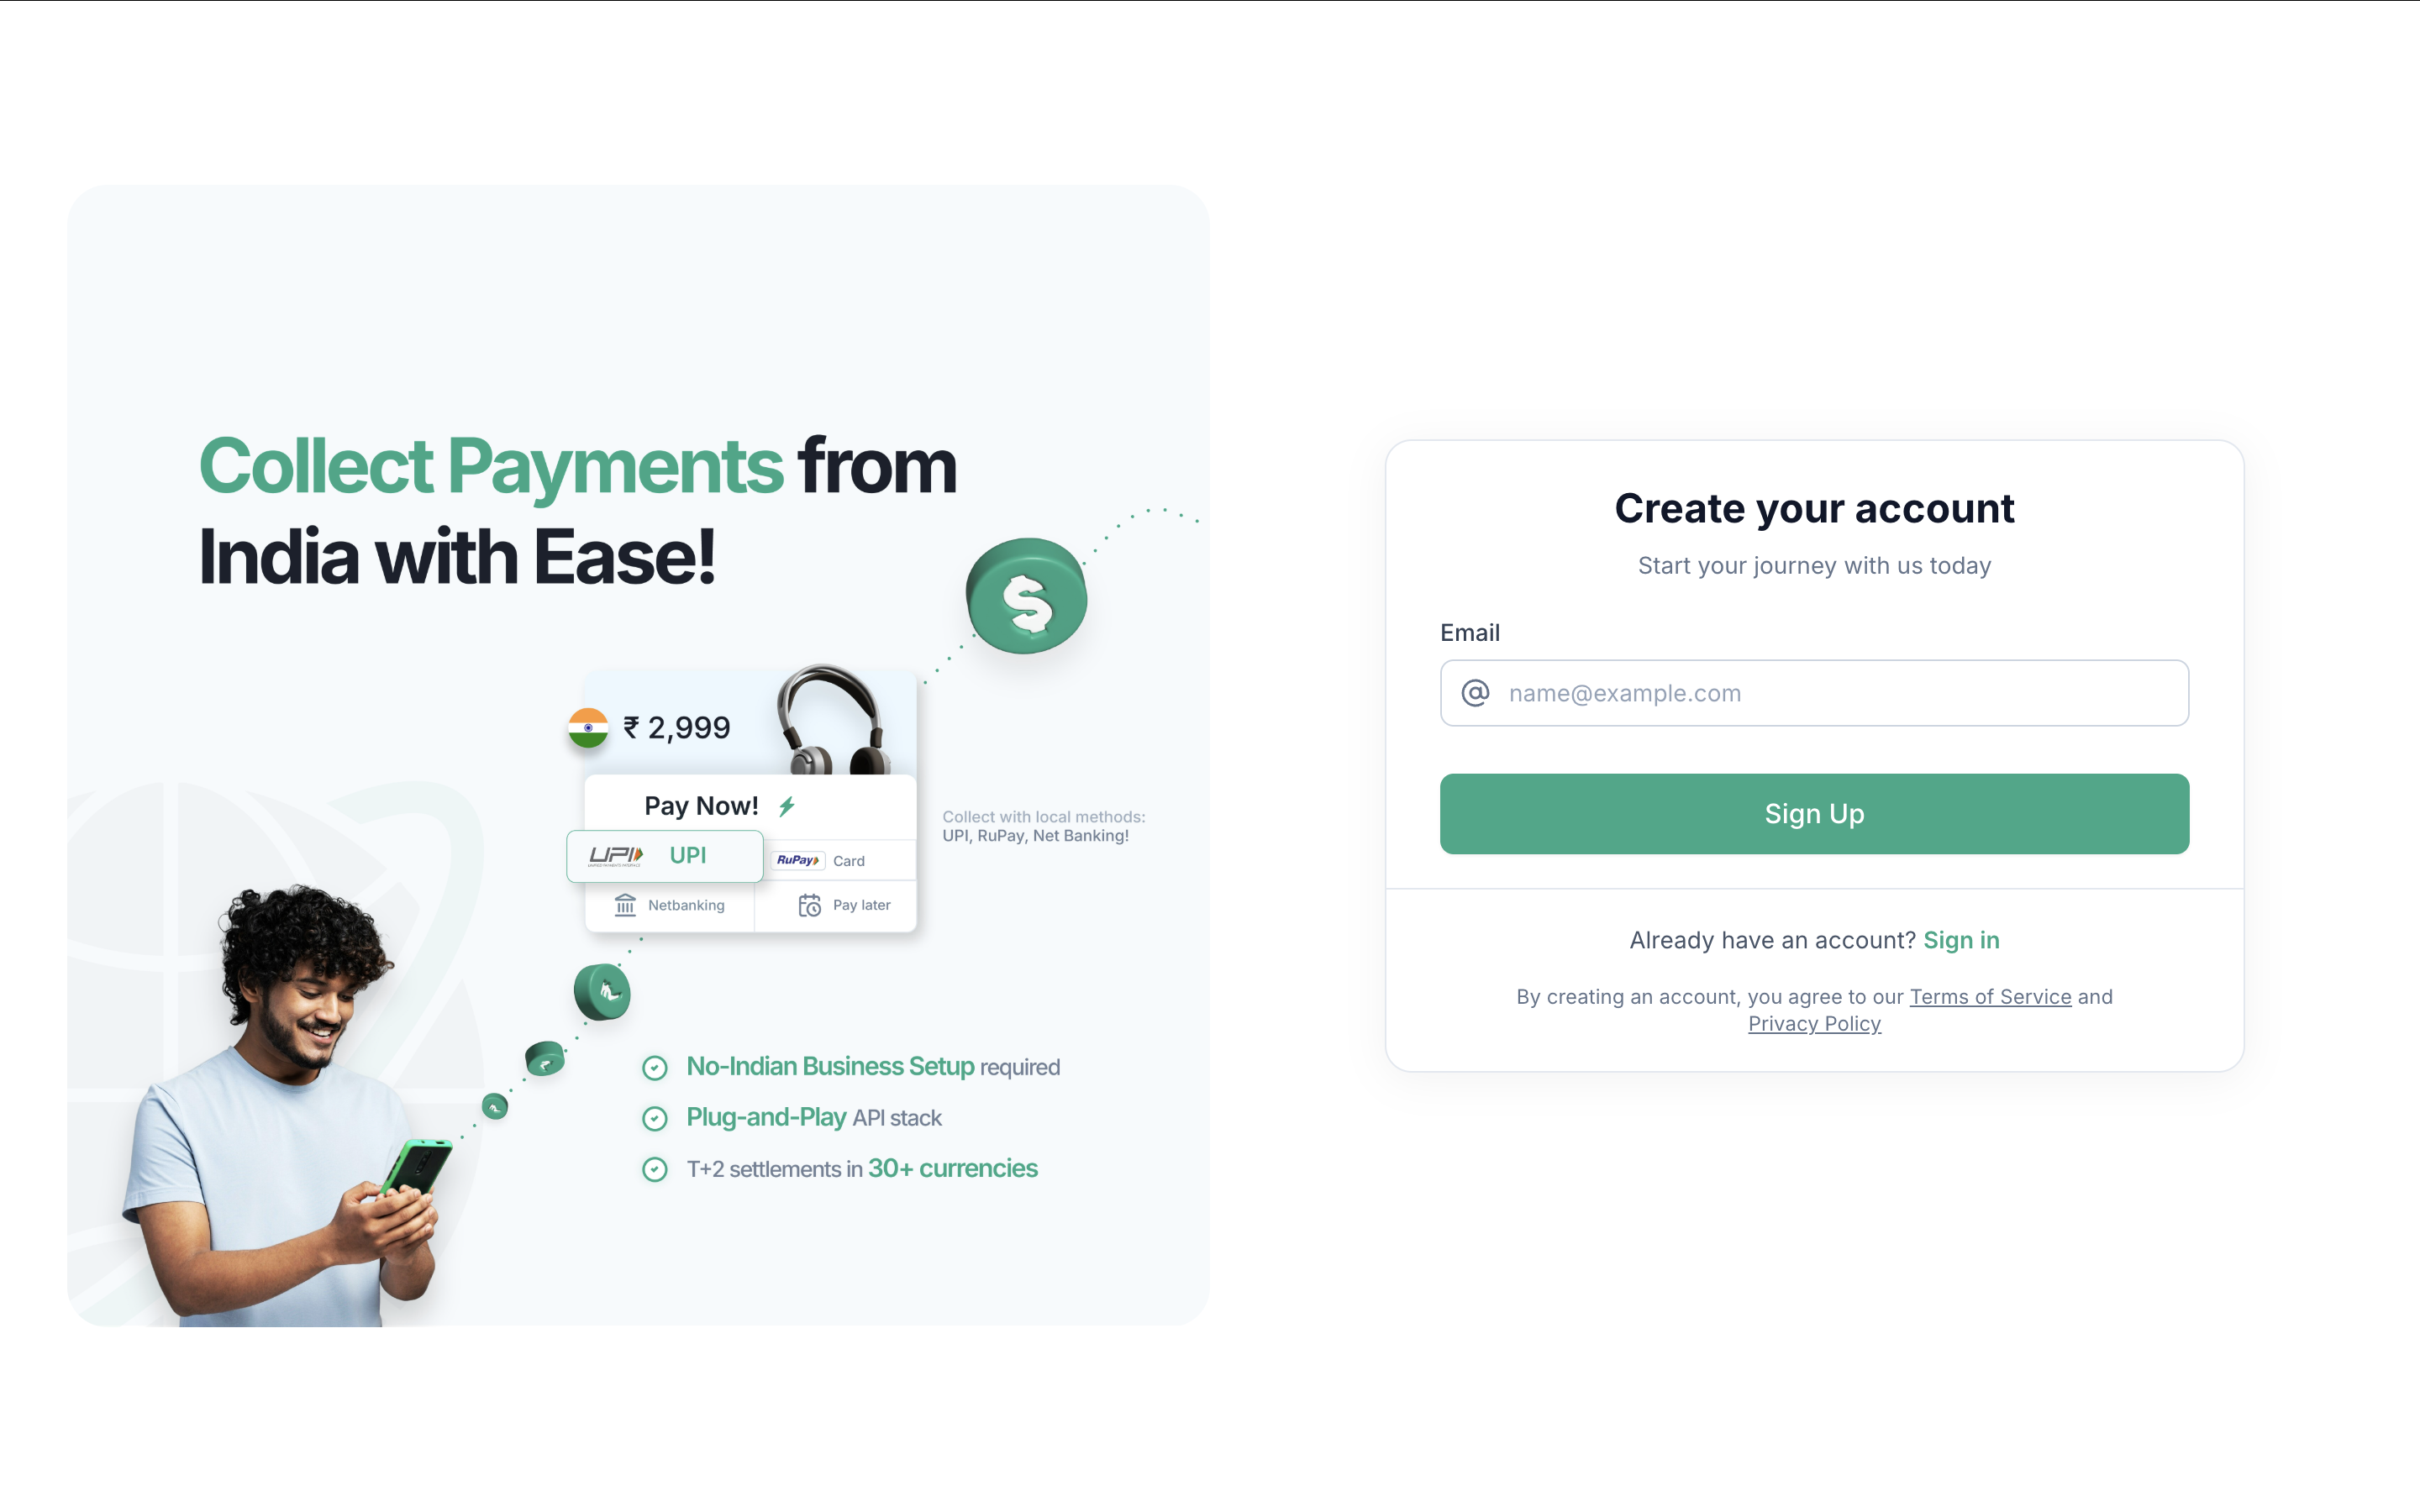 Collect Payments from
India with Ease!
$
₹ 2,999
Pay Now!
UPI UPI
RuPay Card
Netbanking
Pay later
Collect with local methods:
UPI, RuPay, Net Banking!
No-Indian Business Setup required
Plug-and-Play API stack
T+2 settlements in 30+ currencies
Create your account
Start your journey with us today
Email
@ name@example.com
Sign Up
Already have an account? Sign in
By creating an account, you agree to our Terms of Service and
Privacy Policy